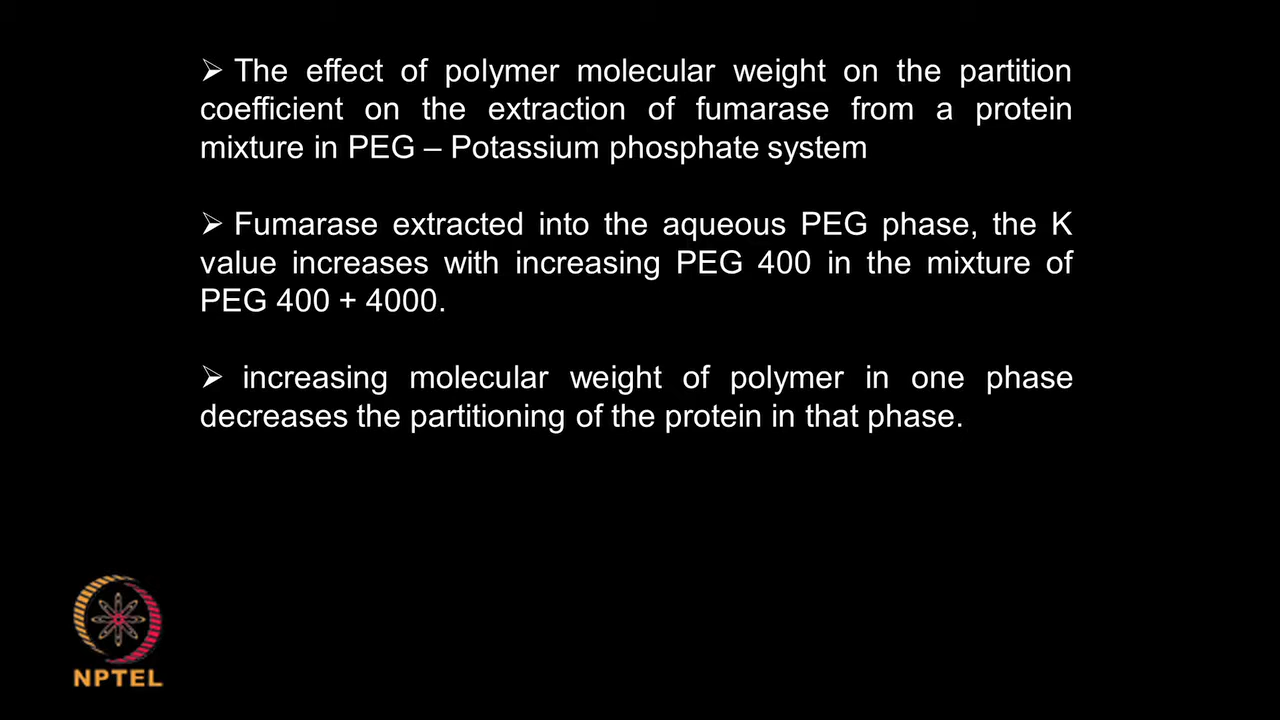 ➢ The effect of polymer molecular weight on the partition
coefficient on the extraction of fumarase from a protein
mixture in PEG – Potassium phosphate system
➢ Fumarase extracted into the aqueous PEG phase, the K
value increases with increasing PEG 400 in the mixture of
PEG 400 + 4000.
➢ increasing molecular weight of polymer in one phase
decreases the partitioning of the protein in that phase.
NPTEL